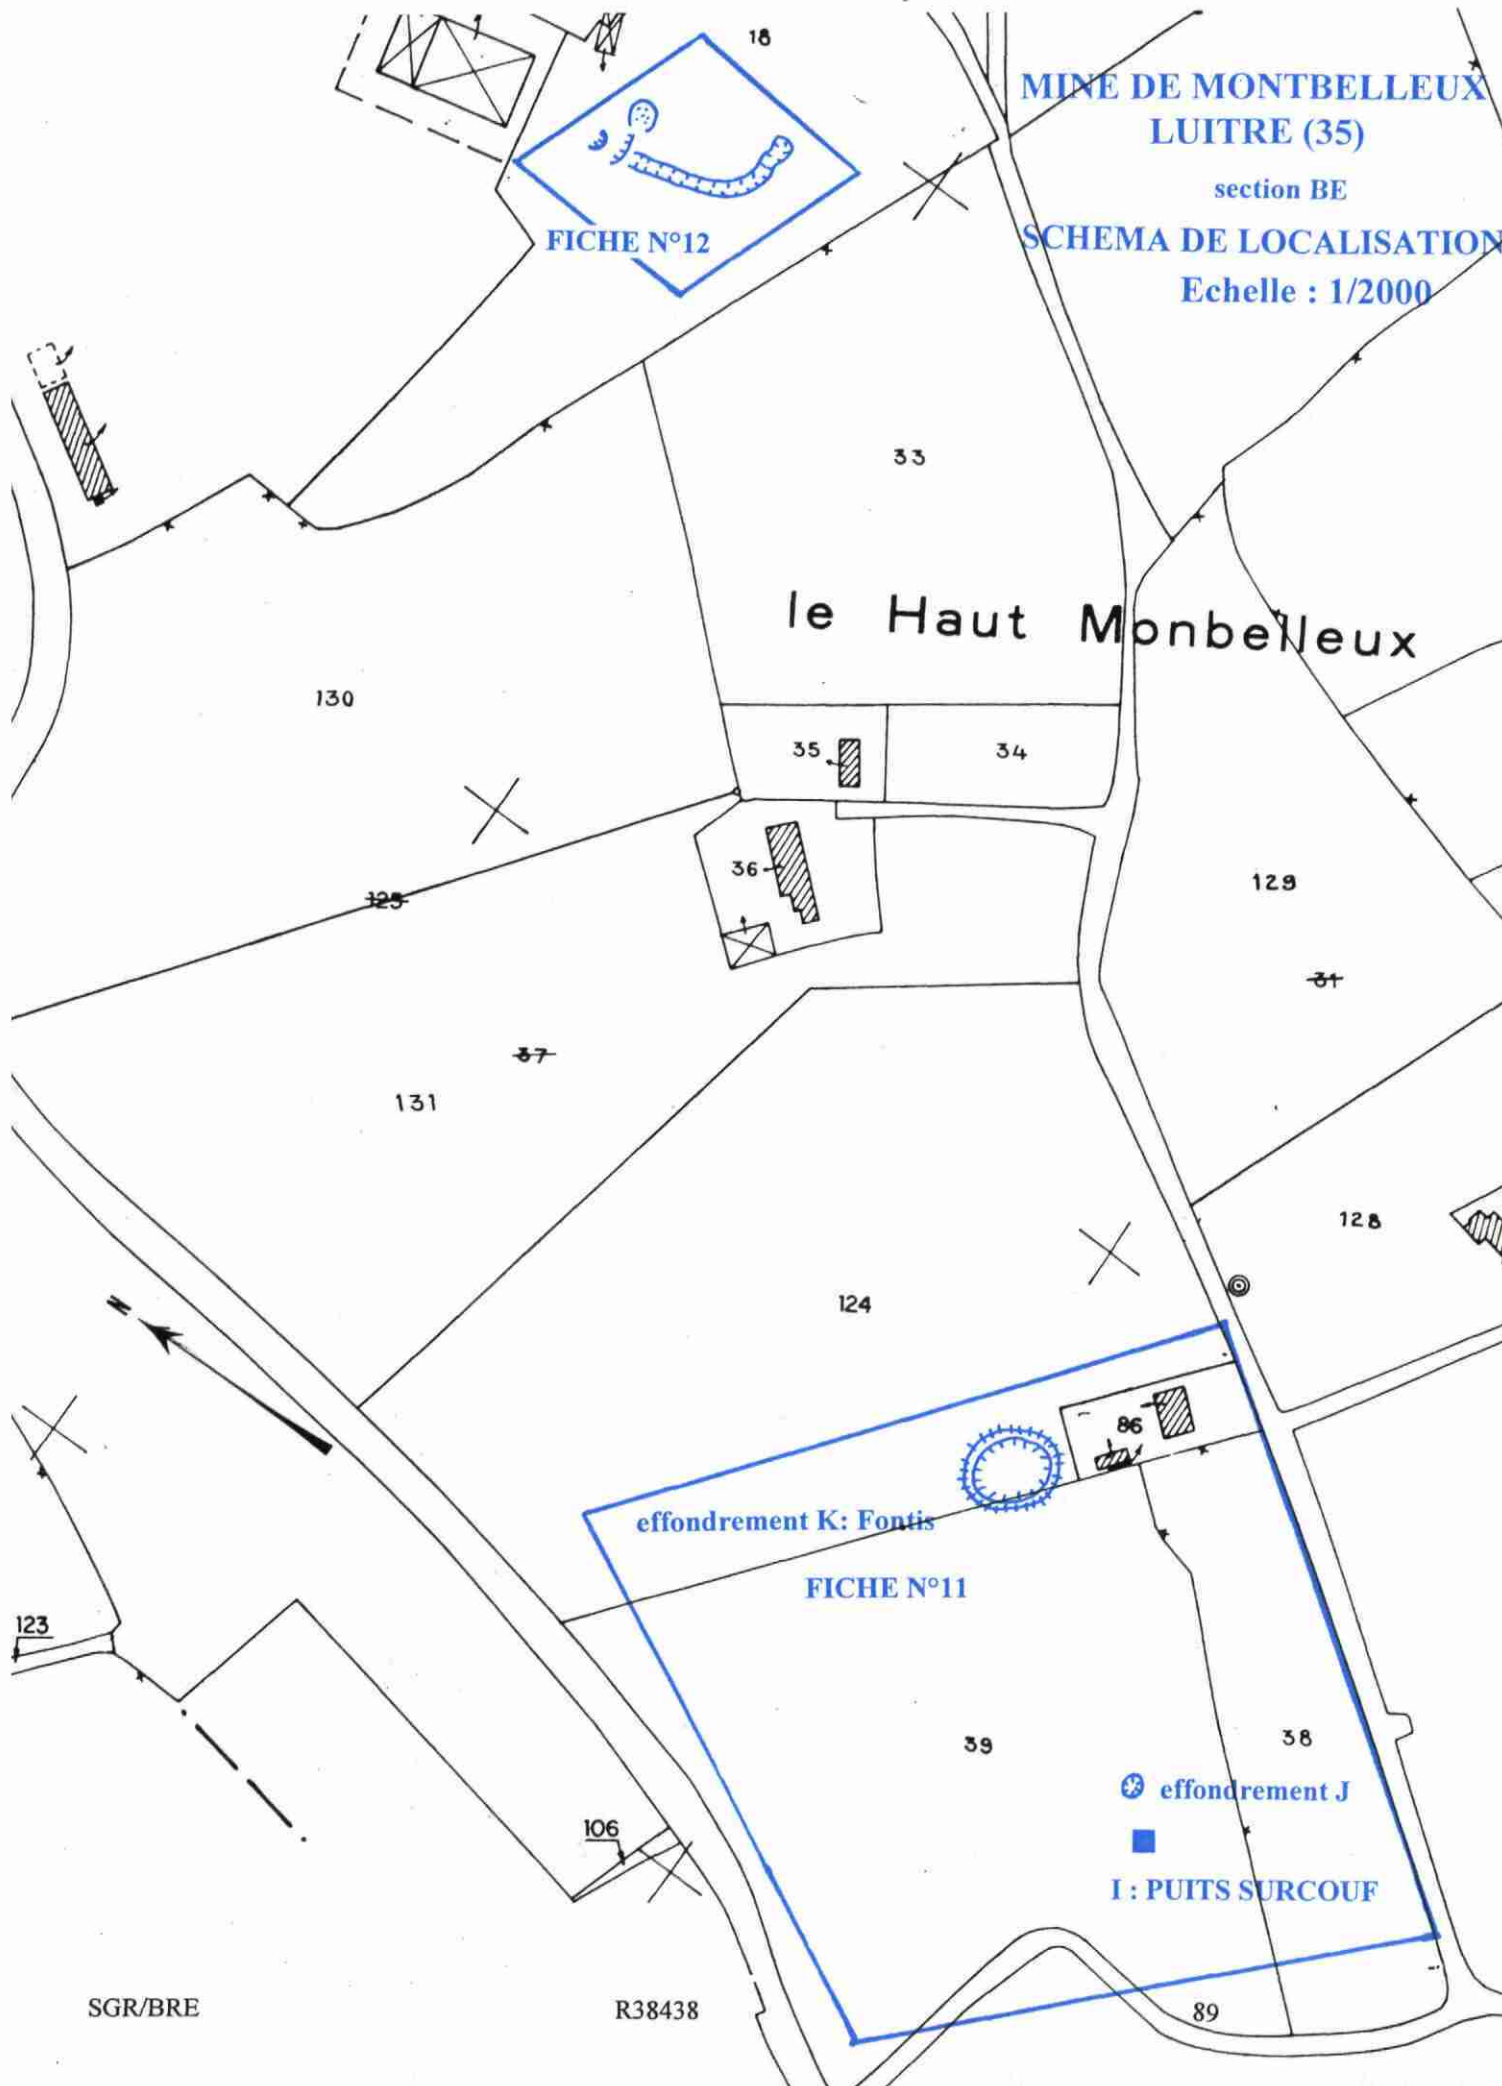 18
MINE DE MONTBELLEUX
LUITRE (35)
section BE
SCHEMA DE LOCALISATION
Echelle : 1/2000
FICHE N°12
33
le Haut Monbelleux
130
35
34
36
125
129
31
37
131
128
N
124
86
effondrement K: Fontis
FICHE N°11
123
39
38
effondrement J
106
I : PUITS SURCOUF
SGR/BRE
R38438
89